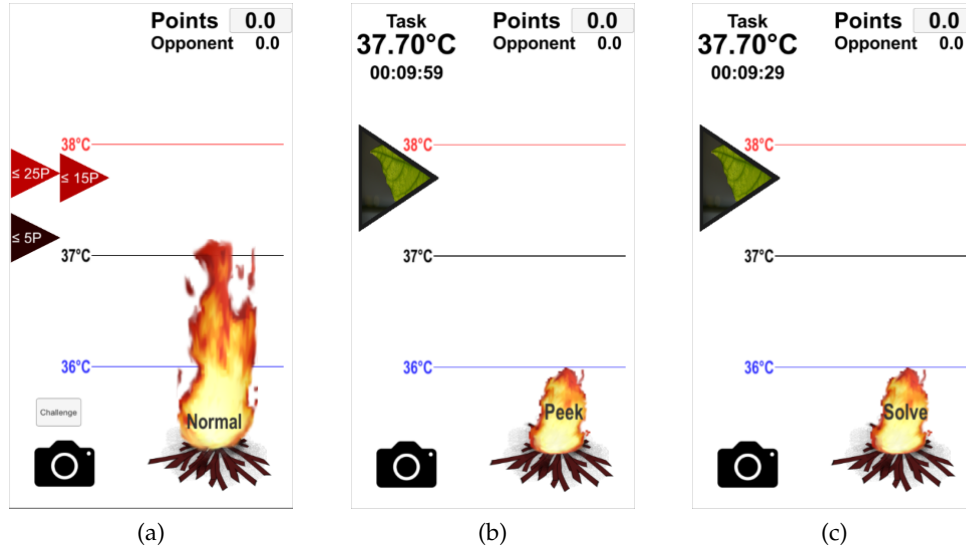 Points 0.0
Opponent 0.0
38°C
≤ 25P
≤ 15P
≤ 5P
37°C
36°C
Challenge
Normal
(a)
Task
Points 0.0
37.70°C
Opponent 0.0
00:09:59
38°C
37°C
36°C
Peek
(b)
Task
Points 0.0
37.70°C
Opponent 0.0
00:09:29
38°C
37°C
36°C
Solve
(c)